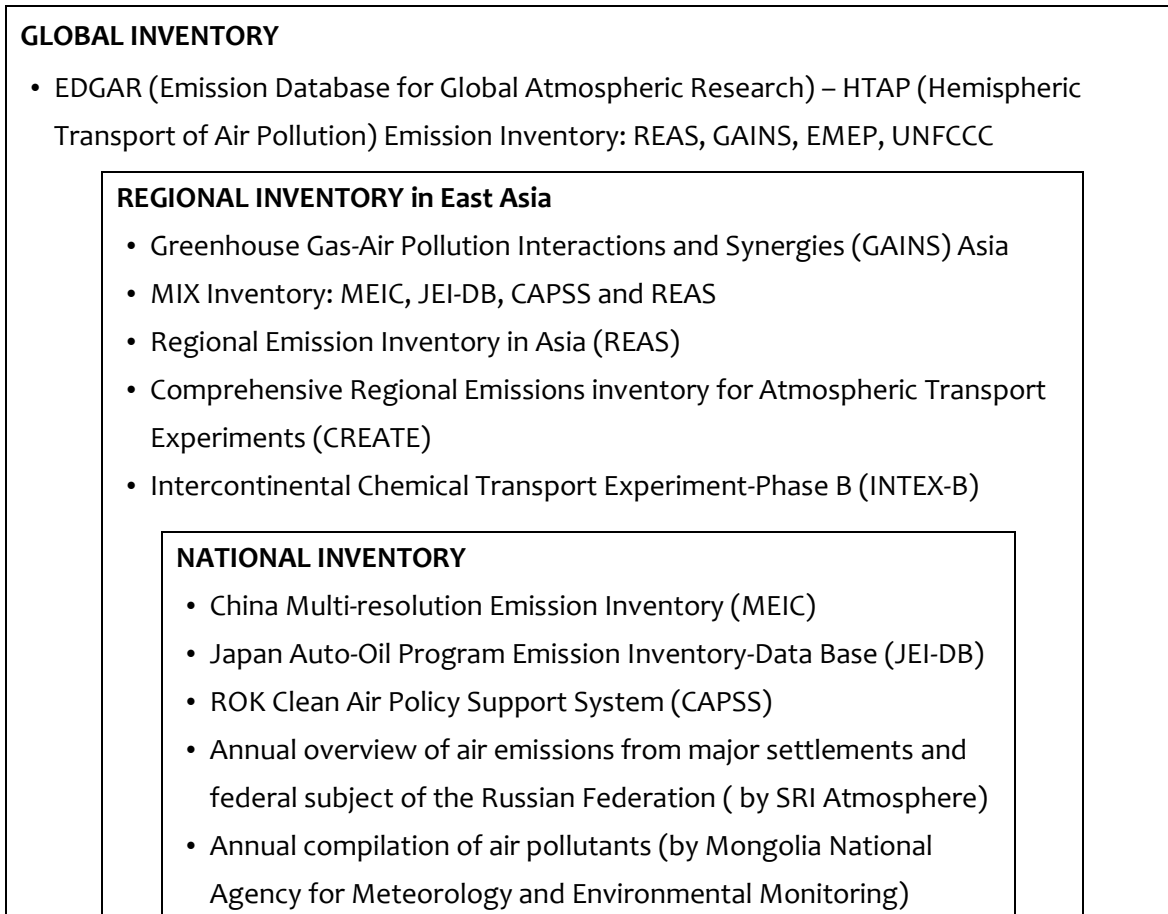 GLOBAL INVENTORY
• EDGAR (Emission Database for Global Atmospheric Research) – HTAP (Hemispheric
Transport of Air Pollution) Emission Inventory: REAS, GAINS, EMEP, UNFCCC
REGIONAL INVENTORY in East Asia
• Greenhouse Gas-Air Pollution Interactions and Synergies (GAINS) Asia
• MIX Inventory: MEIC, JEI-DB, CAPSS and REAS
• Regional Emission Inventory in Asia (REAS)
• Comprehensive Regional Emissions inventory for Atmospheric Transport
Experiments (CREATE)
• Intercontinental Chemical Transport Experiment-Phase B (INTEX-B)
NATIONAL INVENTORY
• China Multi-resolution Emission Inventory (MEIC)
• Japan Auto-Oil Program Emission Inventory-Data Base (JEI-DB)
• ROK Clean Air Policy Support System (CAPSS)
• Annual overview of air emissions from major settlements and
federal subject of the Russian Federation ( by SRI Atmosphere)
• Annual compilation of air pollutants (by Mongolia National
Agency for Meteorology and Environmental Monitoring)